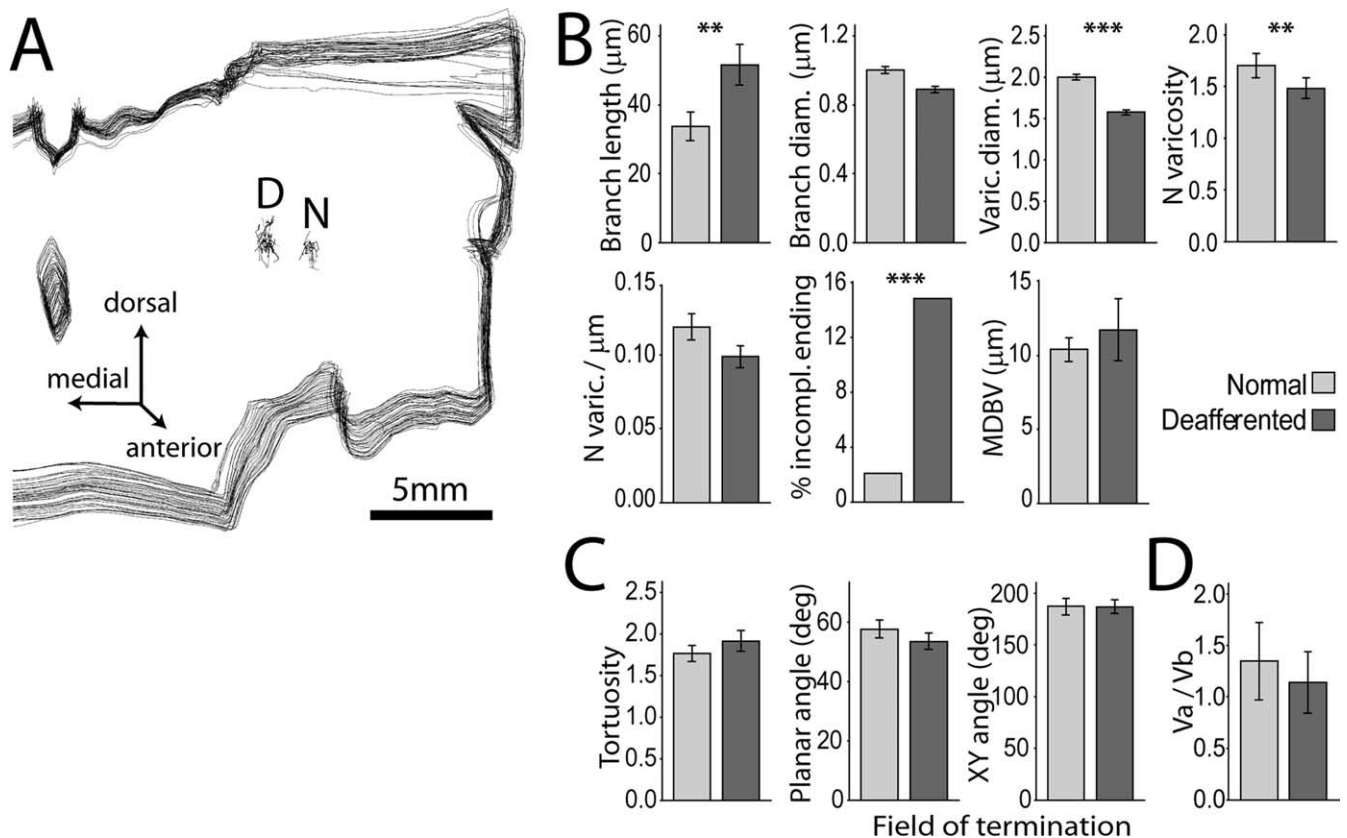 A
D
N
dorsal
medial
anterior
5mm
B
Branch length (µm)
60
40
20
0
**
Branch diam. (µm)
1.2
0.8
0.4
0.0
Varic. diam. (µm)
2.5
2.0
1.5
1.0
0.5
0.0
***
N varicosity
2.0
1.5
1.0
0.5
0.0
**
N varic./ µm
0.15
0.10
0.05
0.00
% incompl. ending
16
12
8
4
0
***
MDBV (µm)
15
10
5
0
Normal
Deafferented
C
Tortuosity
2.5
2.0
1.5
1.0
0.5
0.0
Planar angle (deg)
60
40
20
0
XY angle (deg)
200
150
100
50
0
Field of termination
D
Va / Vb
2.0
1.5
1.0
0.5
0.0